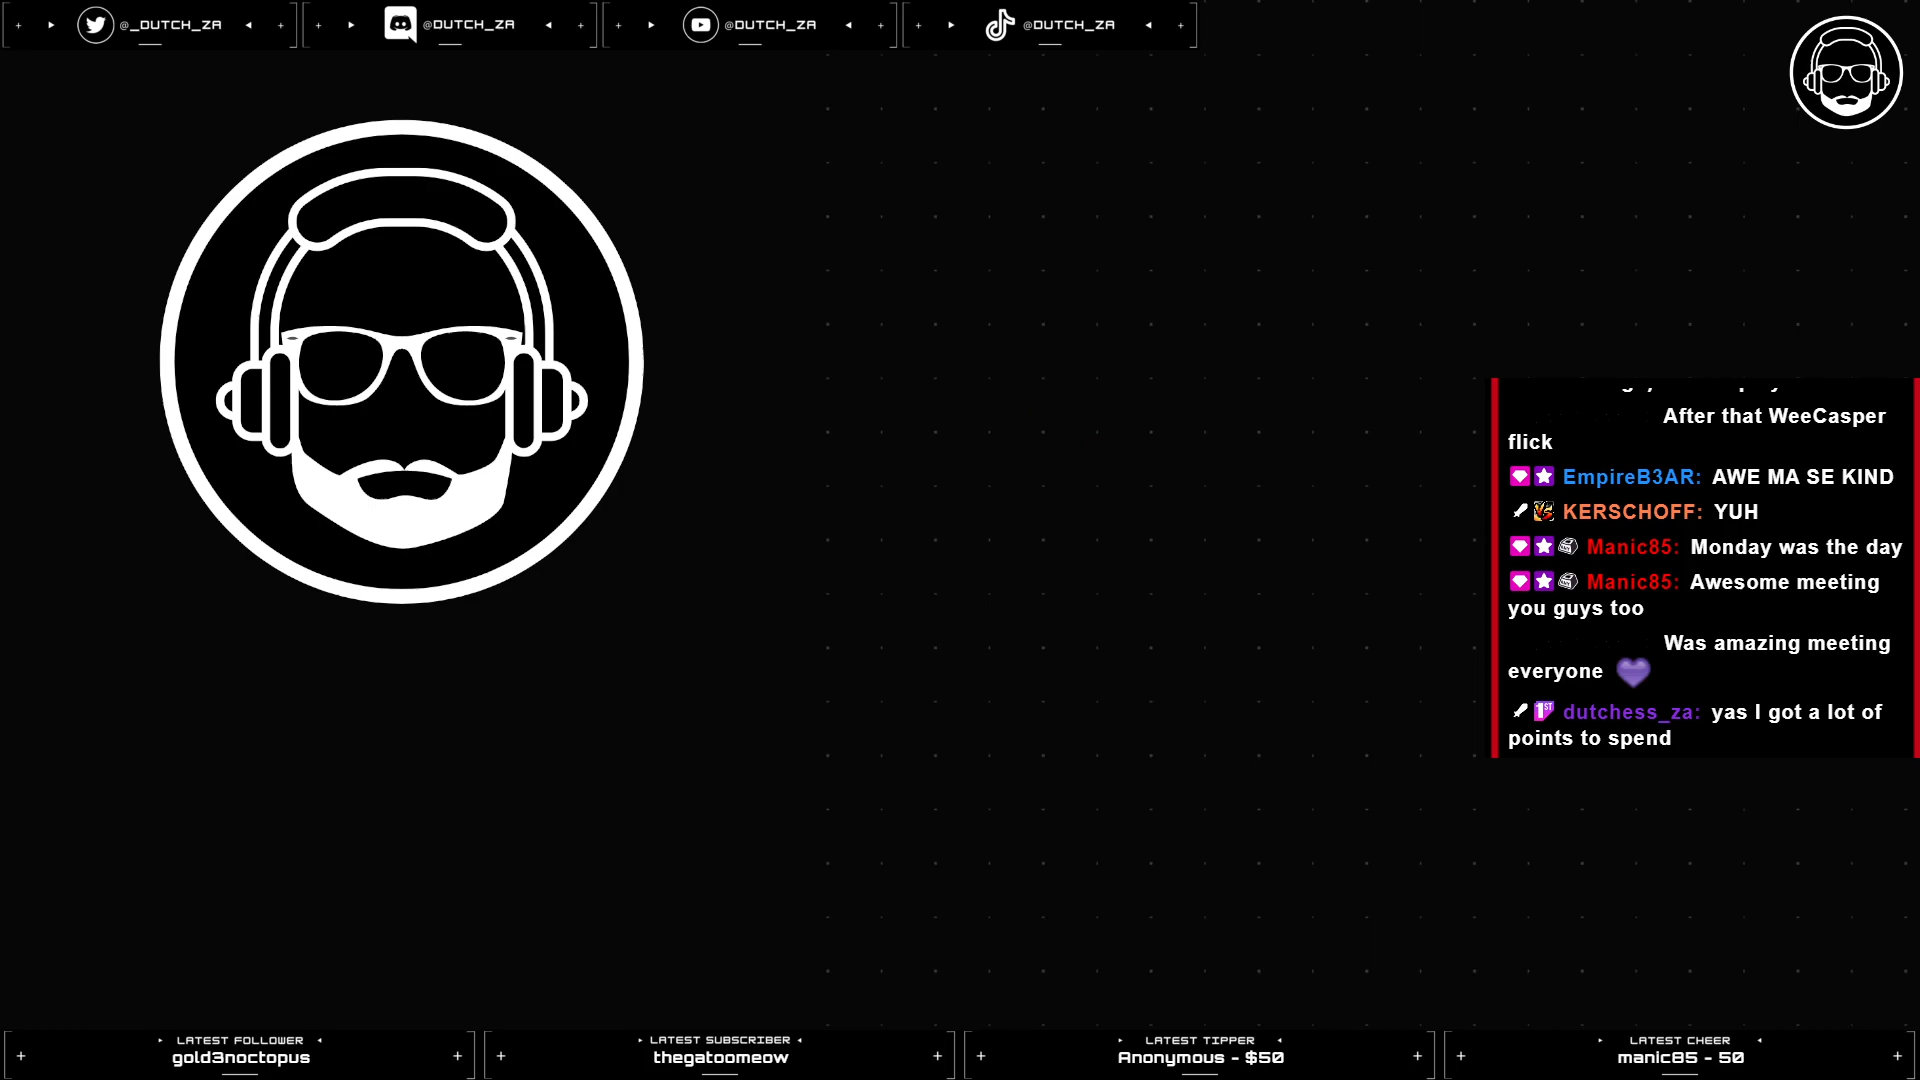 @_DUTCH_ZA
@DUTCH_ZA
@DUTCH_ZA
@DUTCH_ZA
After that WeeCasper
flick
EmpireB3AR: AWE MA SE KIND
KERSCHOFF: YUH
Manic85: Monday was the day
Manic85: Awesome meeting
you guys too
Was amazing meeting
everyone
1ST dutchess_za: yas I got a lot of
points to spend
LATEST FOLLOWER
gold3noctopus
LATEST SUBSCRIBER
thegatoomeow
LATEST TIPPER
Anonymous - $50
LATEST CHEER
manic85 - 50